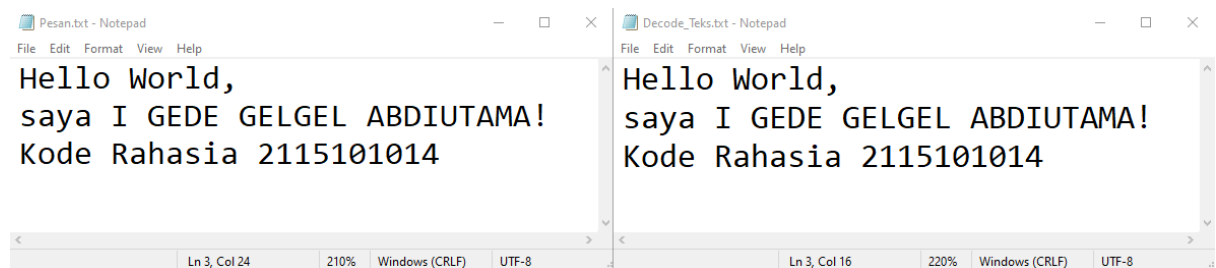 Pesan.txt - Notepad
File Edit Format View Help
Hello World,
saya I GEDE GELGEL ABDIUTAMA!
Kode Rahasia 2115101014
Ln 3, Col 24 210% Windows (CRLF) UTF-8
Decode_Teks.txt - Notepad
File Edit Format View Help
Hello World,
saya I GEDE GELGEL ABDIUTAMA!
Kode Rahasia 2115101014
Ln 3, Col 16 220% Windows (CRLF) UTF-8